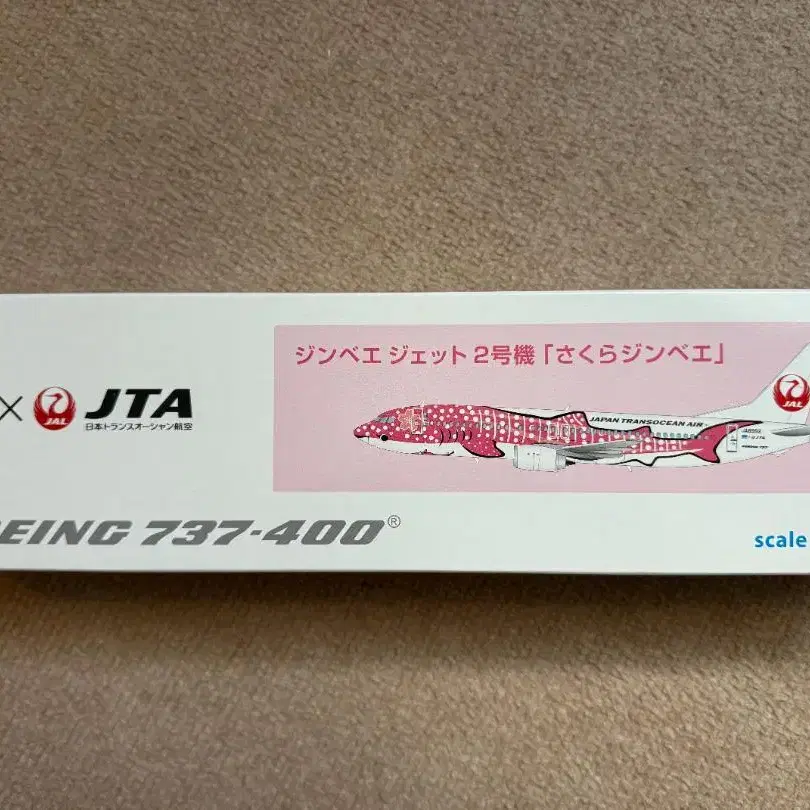 ジンベエ ジェット 2号機「さくらジンベエ」
× JAL JTA
日本トランスオーシャン航空
JAPAN TRANSOCEAN AIR
JAL
EING 737-400®
scale